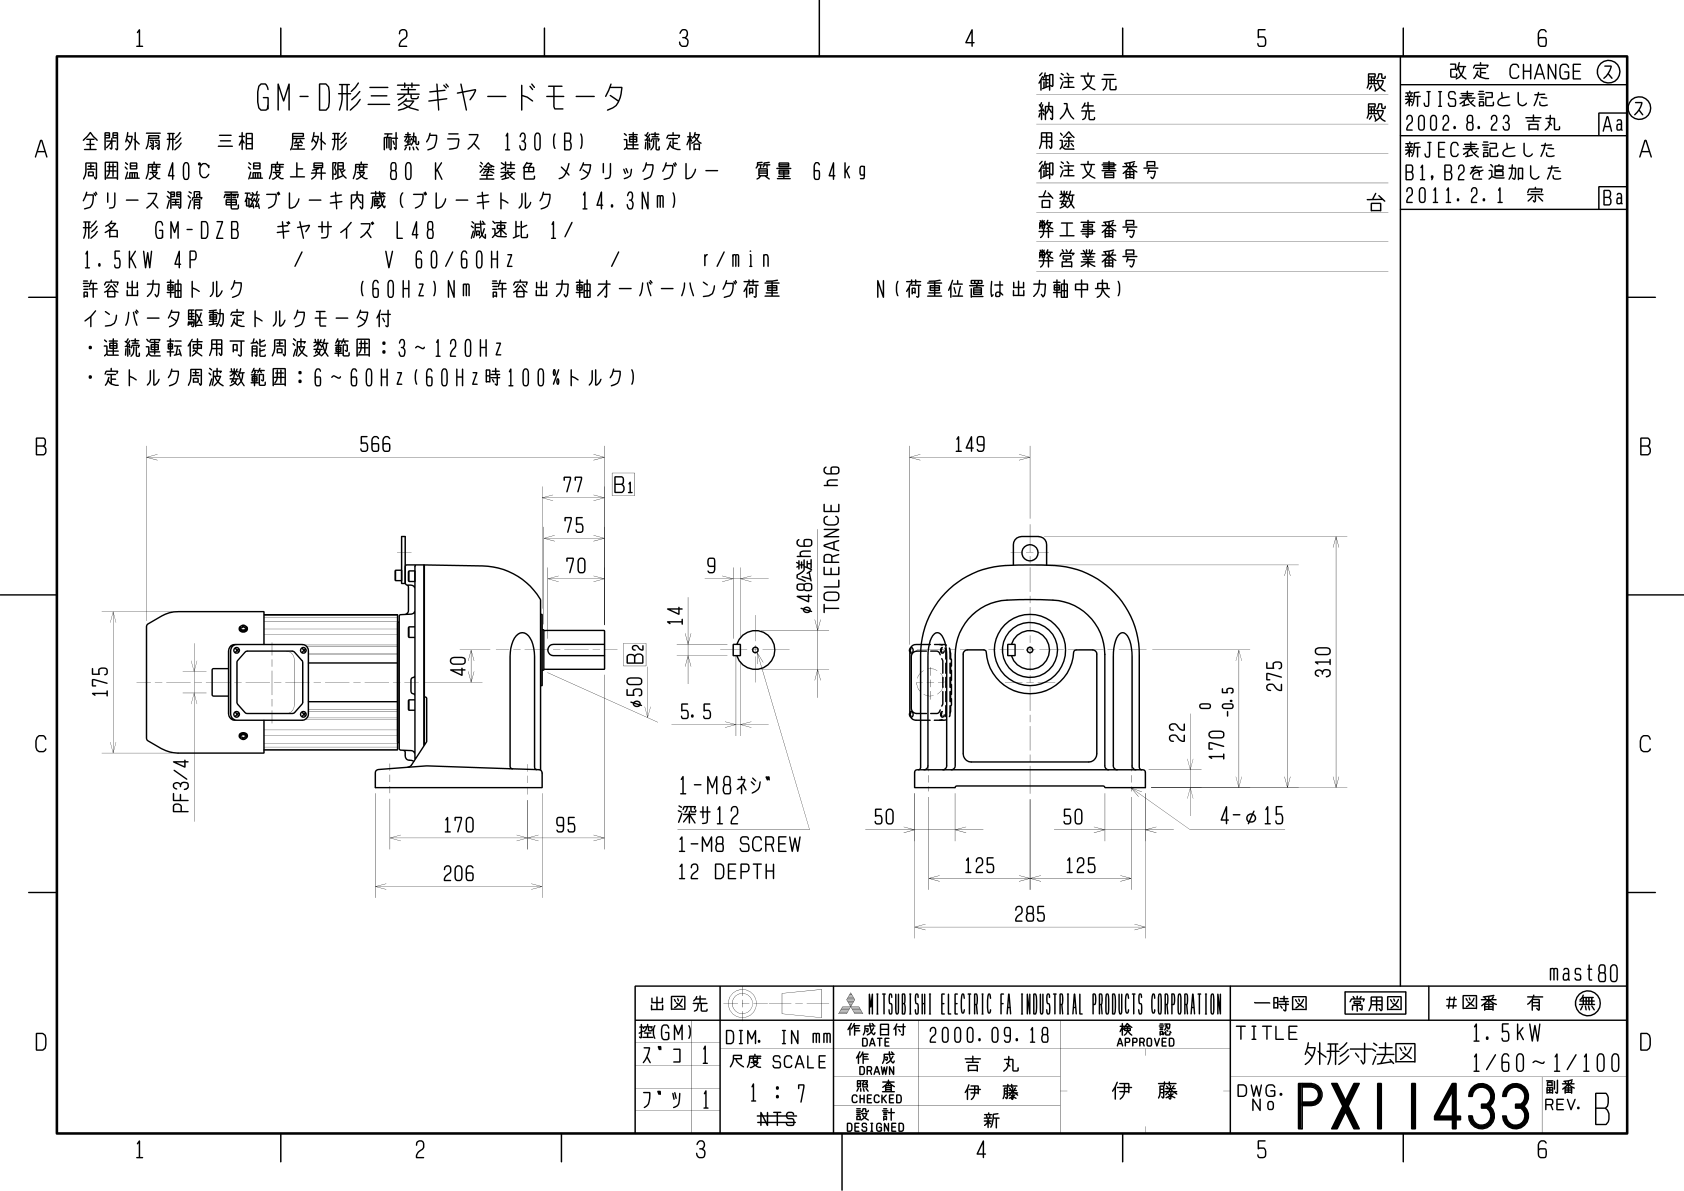 1 2 3 4 5 6
GM-D形三菱ギヤードモータ
全閉外扇形 三相 屋外形 耐熱クラス 130(B) 連続定格
周囲温度40℃ 温度上昇限度 80 K 塗装色 メタリックグレー 質量 64kg
グリース潤滑 電磁ブレーキ内蔵(ブレーキトルク 14.3Nm)
形名 GM-DZB ギヤサイズ L48 減速比 1/
1.5KW 4P / V 60/60Hz / r/min
許容出力軸トルク (60Hz)Nm 許容出力軸オーバーハング荷重 N(荷重位置は出力軸中央)
インバータ駆動定トルクモータ付
・連続運転使用可能周波数範囲:3~120Hz
・定トルク周波数範囲:6~60Hz(60Hz時100%トルク)
御注文元 殿
納入先 殿
用途
御注文書番号
台数 台
弊工事番号
弊営業番号
改定 CHANGE ス
新JIS表記とした
2002.8.23 吉丸 Aa
新JEC表記とした
B1,B2を追加した
2011.2.1 宗 Ba
ス
A A
B B
C C
D D
566
77 B1
75
70
175
PF3/4
40
φ50 B2
170 95
206
9
14
5.5
φ48公差h6
TOLERANCE h6
1-M8ネジ
深サ12
1-M8 SCREW
12 DEPTH
149
310
275
170 0 -0.5
22
50 50
4-φ15
125 125
285
mast80
出図先
控(GM)
ズコ 1
ブツ 1
DIM. IN mm
尺度 SCALE
1 : 7
NTS
MITSUBISHI ELECTRIC FA INDUSTRIAL PRODUCTS CORPORATION
作成日付 DATE 2000.09.18
作成 DRAWN 吉丸
照査 CHECKED 伊藤
設計 DESIGNED 新
検認 APPROVED
伊藤
一時図 常用図 #図番 有 無
TITLE 1.5kW
外形寸法図 1/60~1/100
DWG. No PX11433 副番 REV. B
1 2 3 4 5 6